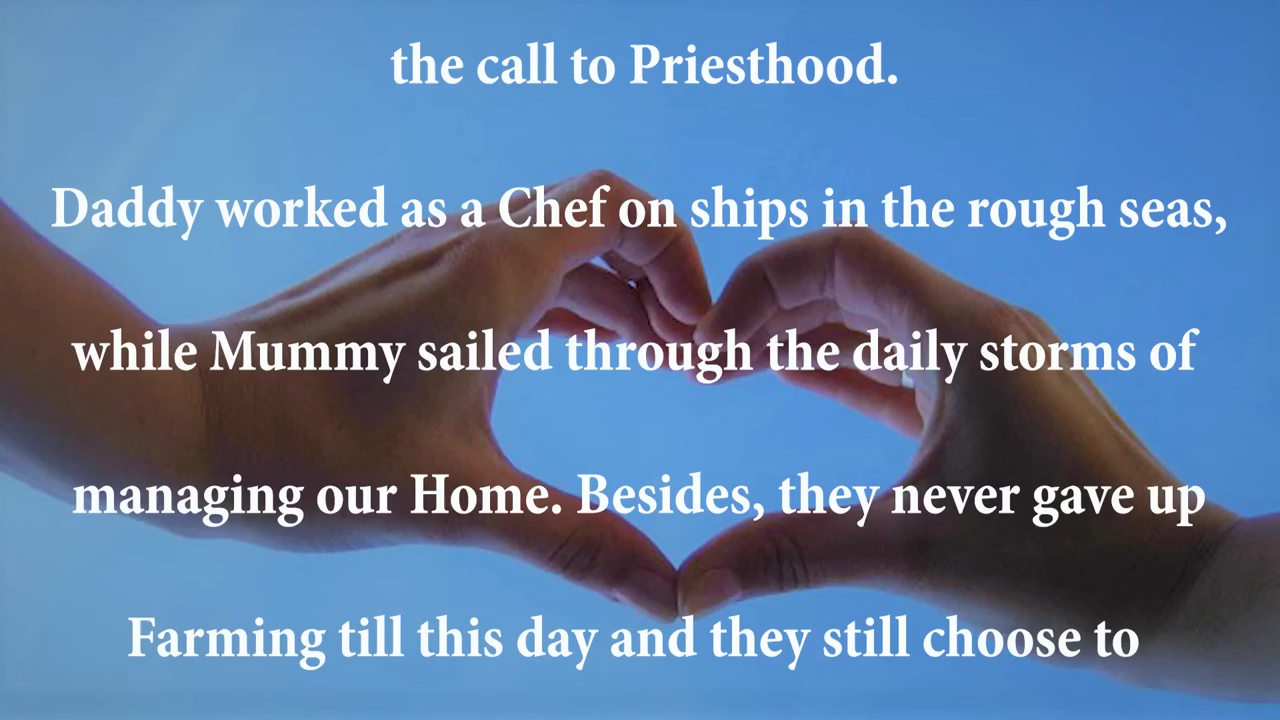 the call to Priesthood.
Daddy worked as a Chef on ships in the rough seas,
while Mummy sailed through the daily storms of
managing our Home. Besides, they never gave up
Farming till this day and they still choose to